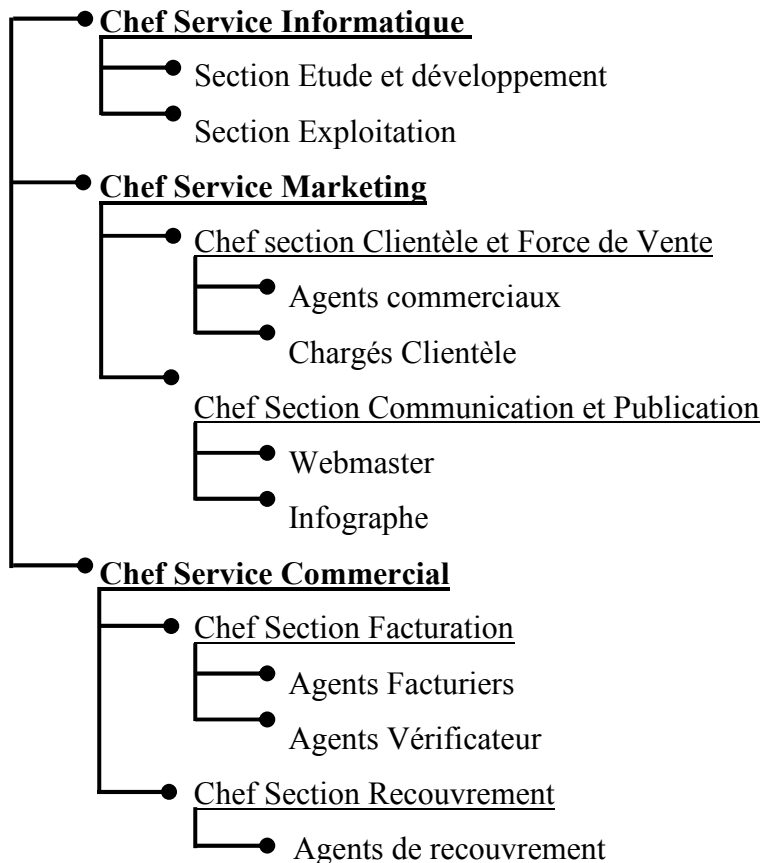 Chef Service Informatique
Section Etude et développement
Section Exploitation
Chef Service Marketing
Chef section Clientèle et Force de Vente
Agents commerciaux
Chargés Clientèle
Chef Section Communication et Publication
Webmaster
Infographe
Chef Service Commercial
Chef Section Facturation
Agents Facturiers
Agents Vérificateur
Chef Section Recouvrement
Agents de recouvrement